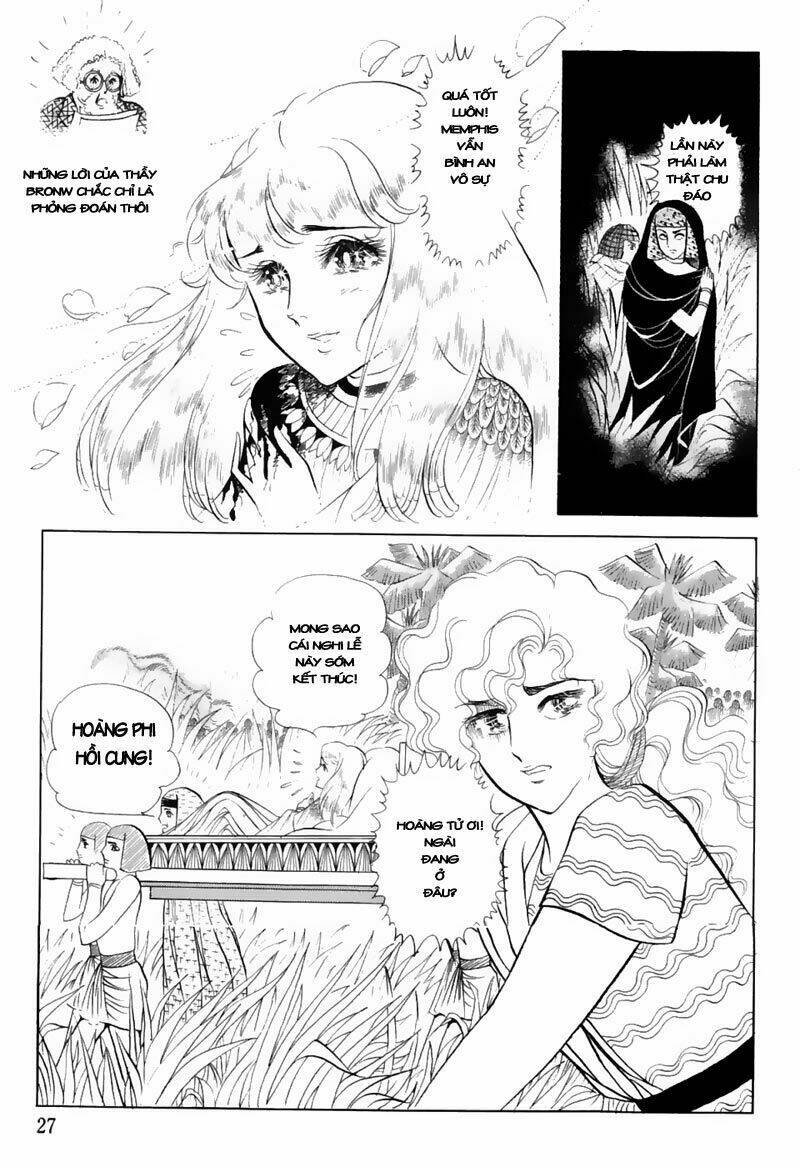 QUÁ TỐT
LUÔN!
MEMPHIS
VẪN
BÌNH AN
VÔ SỰ
LẦN NÀY
PHẢI LÀM
THẬT CHU
ĐÁO
NHỮNG LỜI CỦA THẦY
BRONW CHẮC CHỈ LÀ
PHỎNG ĐOÁN THÔI
MONG SAO
CÁI NGHI LỄ
NÀY SỚM
KẾT THÚC!
HOÀNG PHI
HỒI CUNG!
HOÀNG TỬ ƠI!
NGÀI
ĐANG
Ở
ĐÂU?
27